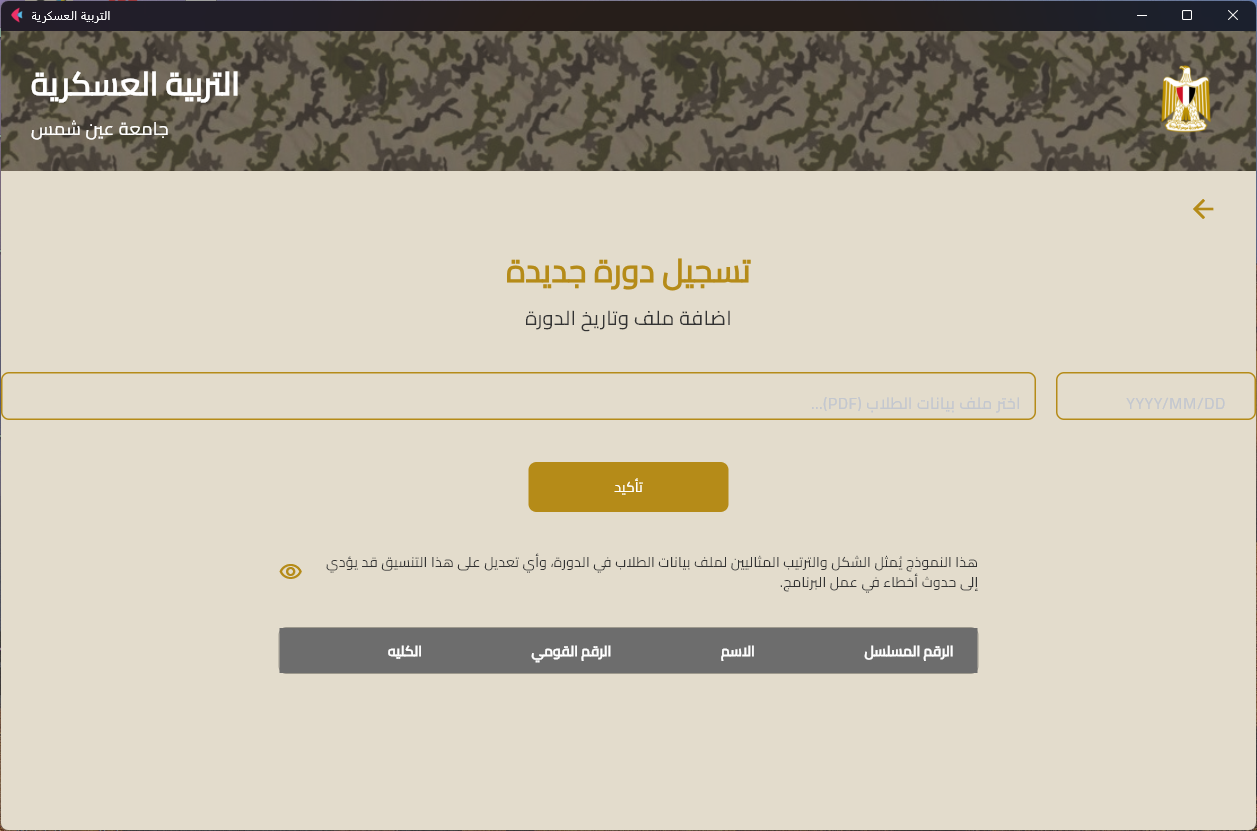 التربية العسكرية
التربية العسكرية
جامعة عين شمس
تسجيل دورة جديدة
اضافة ملف وتاريخ الدورة
YYYY/MM/DD
اختر ملف بيانات الطلاب (PDF)...
تأكيد
هذا النموذج يُمثل الشكل والترتيب المثاليين لملف بيانات الطلاب في الدورة، وأي تعديل على هذا التنسيق قد يؤدي
إلى حدوث أخطاء في عمل البرنامج.
الرقم المسلسل الاسم الرقم القومي الكليه